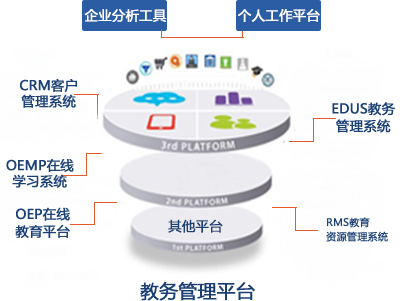 企业分析工具
个人工作平台
CRM客户
管理系统
EDUS教务
管理系统
3rd PLATFORM
OEMP在线
学习系统
2nd PLATFORM
OEP在线
教育平台
其他平台
RMS教育
资源管理系统
1st PLATFORM
教务管理平台